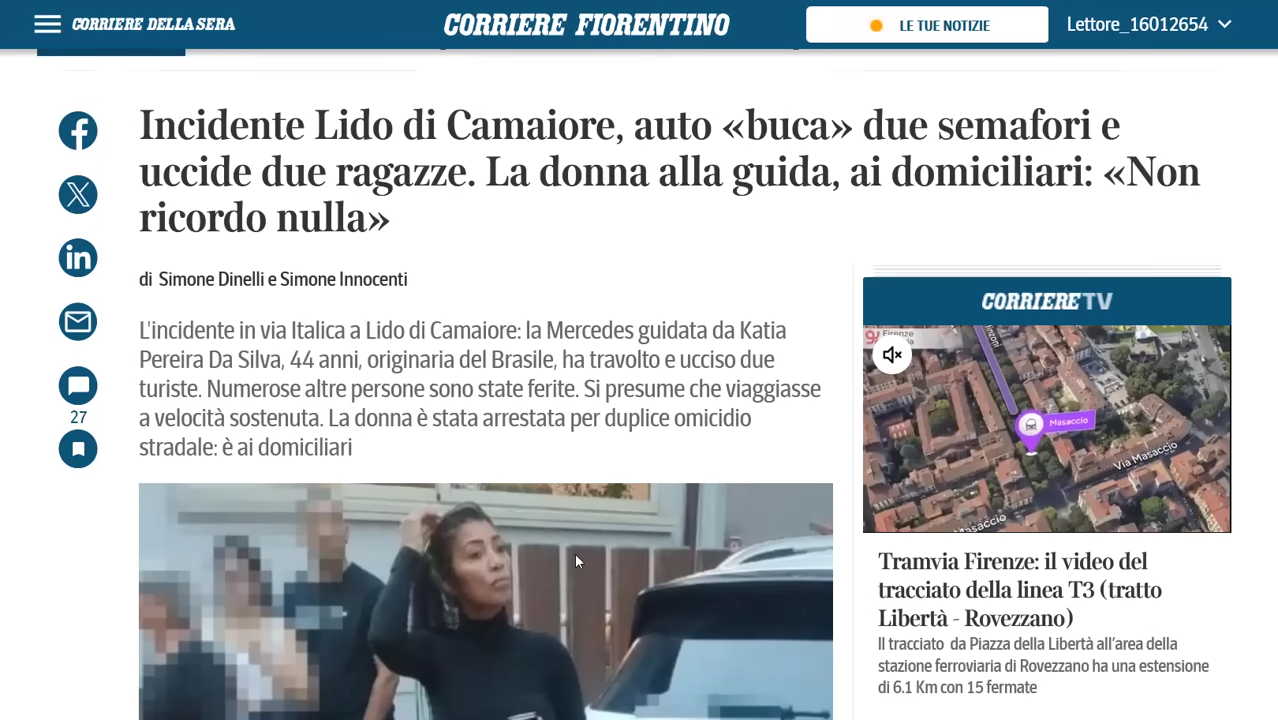 CORRIERE DELLA SERA
CORRIERE FIORENTINO
LE TUE NOTIZIE
Lettore_16012654
Incidente Lido di Camaiore, auto «buca» due semafori e
uccide due ragazze. La donna alla guida, ai domiciliari: «Non
ricordo nulla»
di Simone Dinelli e Simone Innocenti
L'incidente in via Italica a Lido di Camaiore: la Mercedes guidata da Katia
Pereira Da Silva, 44 anni, originaria del Brasile, ha travolto e ucciso due
turiste. Numerose altre persone sono state ferite. Si presume che viaggiasse
a velocità sostenuta. La donna è stata arrestata per duplice omicidio
stradale: è ai domiciliari
27
CORRIERE TV
Firenze
Masaccio
Via Masaccio
Masaccio
Tramvia Firenze: il video del
tracciato della linea T3 (tratto
Libertà - Rovezzano)
Il tracciato da Piazza della Libertà all'area della
stazione ferroviaria di Rovezzano ha una estensione
di 6.1 Km con 15 fermate